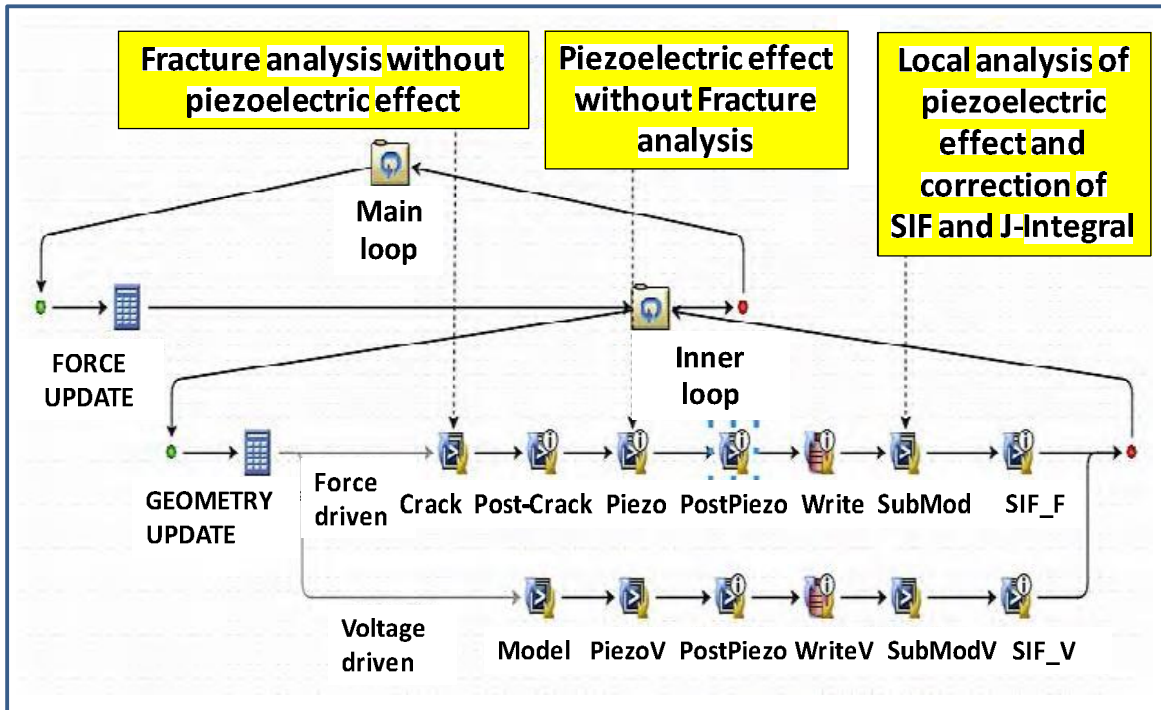 Fracture analysis without
piezoelectric effect
Piezoelectric effect
without Fracture
analysis
Local analysis of
piezoelectric
effect and
correction of
SIF and J-Integral
Main
loop
FORCE
UPDATE
Inner
loop
GEOMETRY
UPDATE
Force
driven
Crack Post-Crack Piezo PostPiezo Write SubMod SIF_F
Voltage
driven
Model PiezoV PostPiezo WriteV SubModV SIF_V